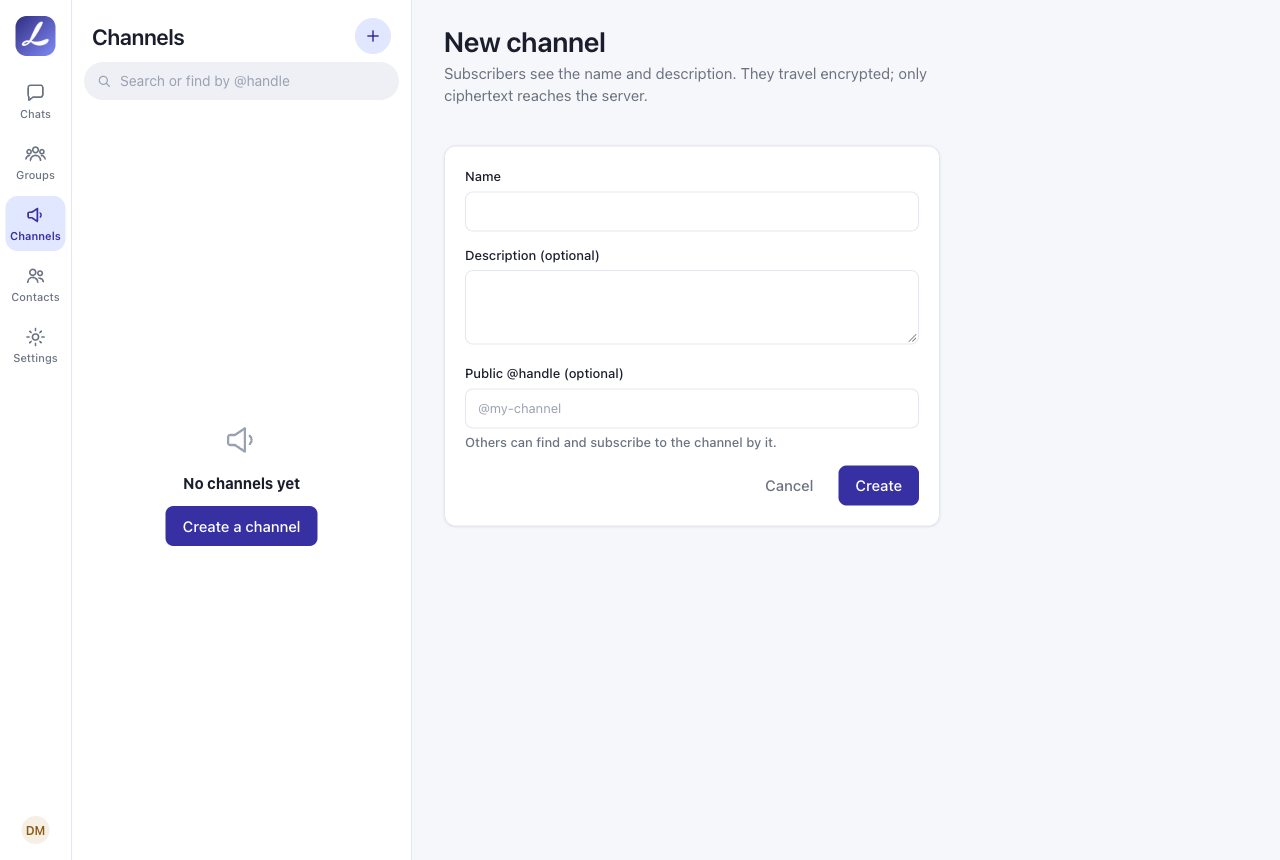 L
Chats
Groups
Channels
Contacts
Settings
DM
Channels
Search or find by @handle
No channels yet
Create a channel
New channel
Subscribers see the name and description. They travel encrypted; only
ciphertext reaches the server.
Name
Description (optional)
Public @handle (optional)
@my-channel
Others can find and subscribe to the channel by it.
Cancel
Create